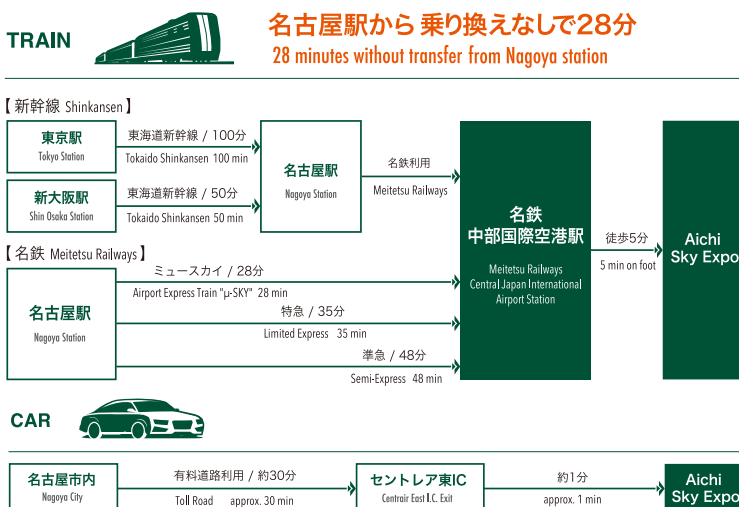 TRAIN
名古屋駅から 乗り換えなしで28分
28 minutes without transfer from Nagoya station
【 新幹線 Shinkansen 】
東京駅
Tokyo Station
東海道新幹線 / 100分
Tokaido Shinkansen 100 min
新大阪駅
Shin Osaka Station
東海道新幹線 / 50分
Tokaido Shinkansen 50 min
名古屋駅
Nagoya Station
名鉄利用
Meitetsu Railways
【 名鉄 Meitetsu Railways 】
名古屋駅
Nagoya Station
ミュースカイ / 28分
Airport Express Train "μ-SKY" 28 min
特急 / 35分
Limited Express 35 min
準急 / 48分
Semi-Express 48 min
名鉄
中部国際空港駅
Meitetsu Railways
Central Japan International
Airport Station
徒歩5分
5 min on foot
Aichi
Sky Expo
CAR
名古屋市内
Nagoya City
有料道路利用 / 約30分
Toll Road approx. 30 min
セントレア東IC
Centrair East I.C. Exit
約1分
approx. 1 min
Aichi
Sky Expo